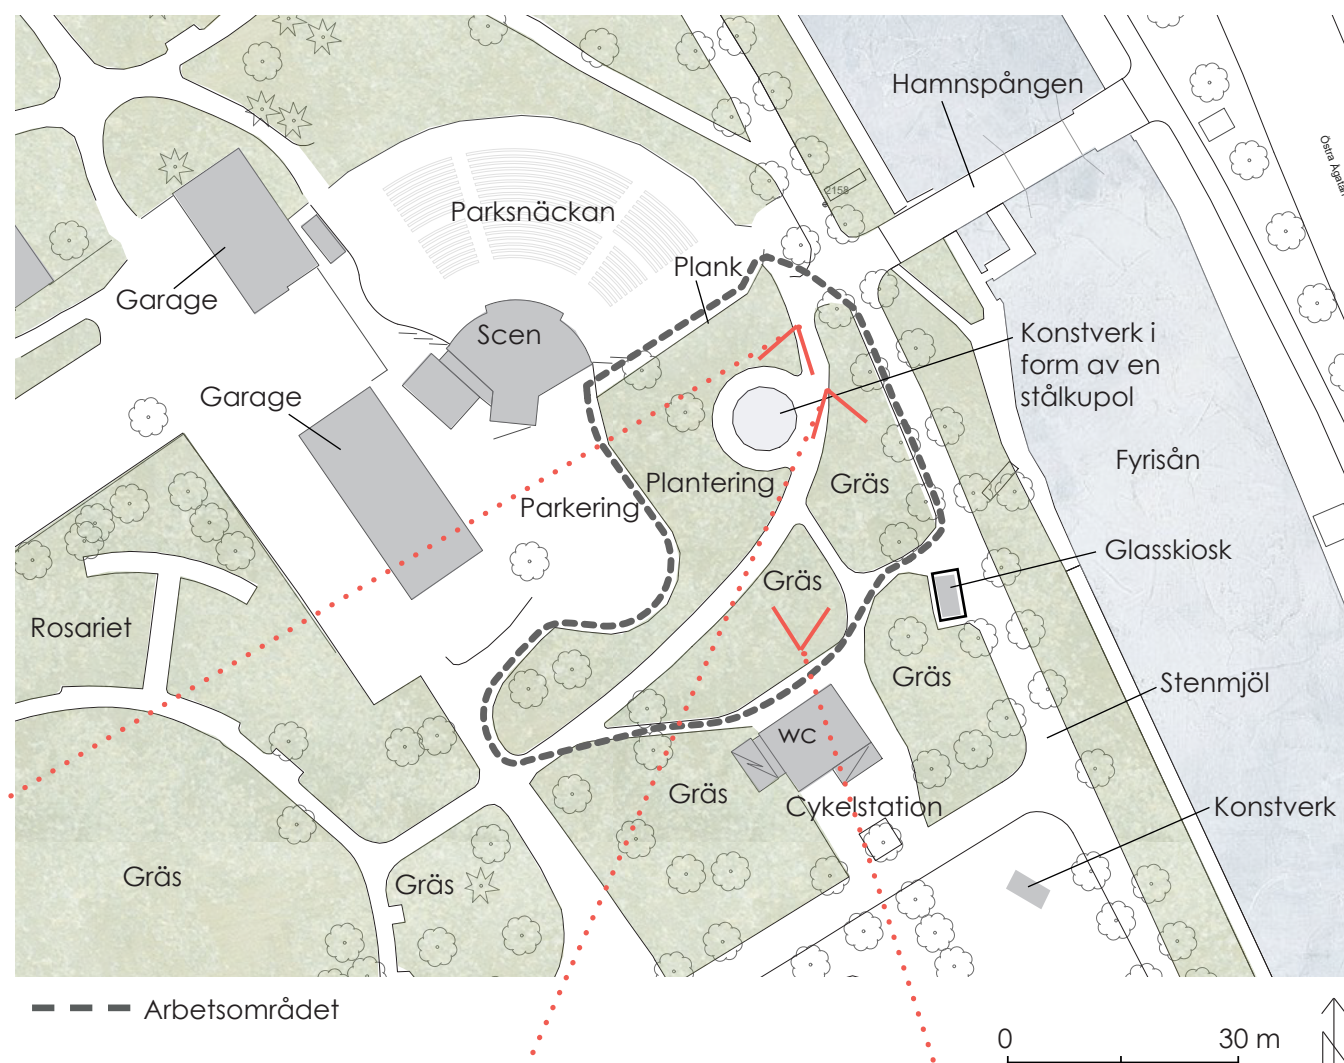 Hamnspången
Östra Ågatan
2158
Parksnäckan
Plank
Garage
Scen
Konstverk i
form av en
stålkupol
Garage
Fyrisån
Plantering
Gräs
Parkering
Glasskiosk
Gräs
Rosariet
Gräs
Stenmjöl
wc
Gräs
Cykelstation
Konstverk
Gräs
Gräs
Arbetsområdet
0 30 m